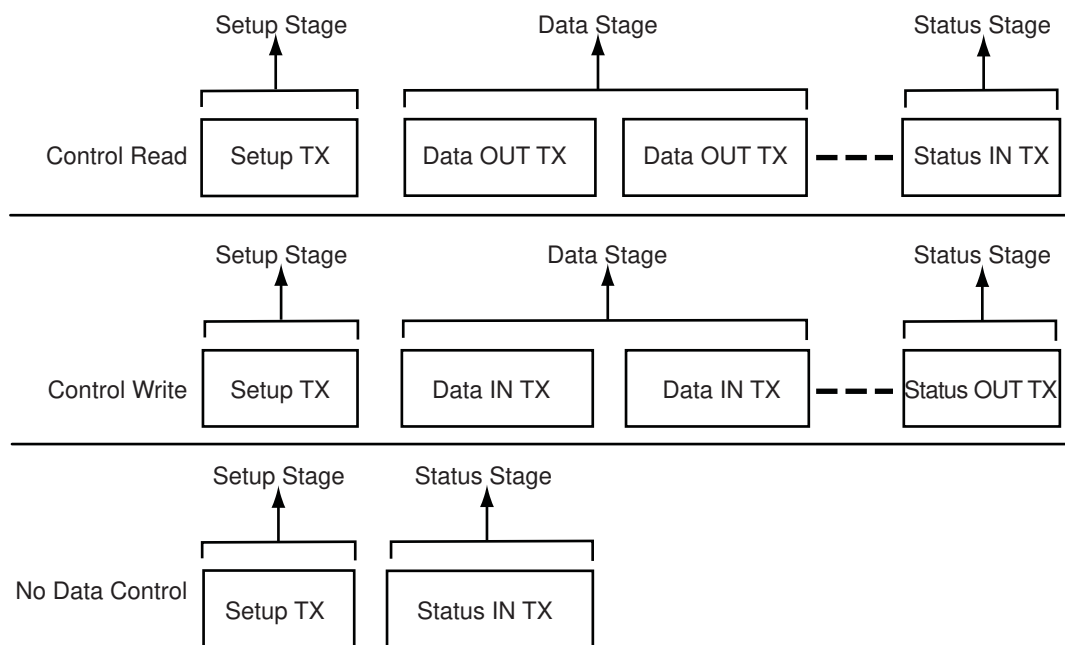 Setup Stage Data Stage Status Stage
Control Read Setup TX Data OUT TX Data OUT TX Status IN TX
Setup Stage Data Stage Status Stage
Control Write Setup TX Data IN TX Data IN TX Status OUT TX
Setup Stage Status Stage
No Data Control Setup TX Status IN TX